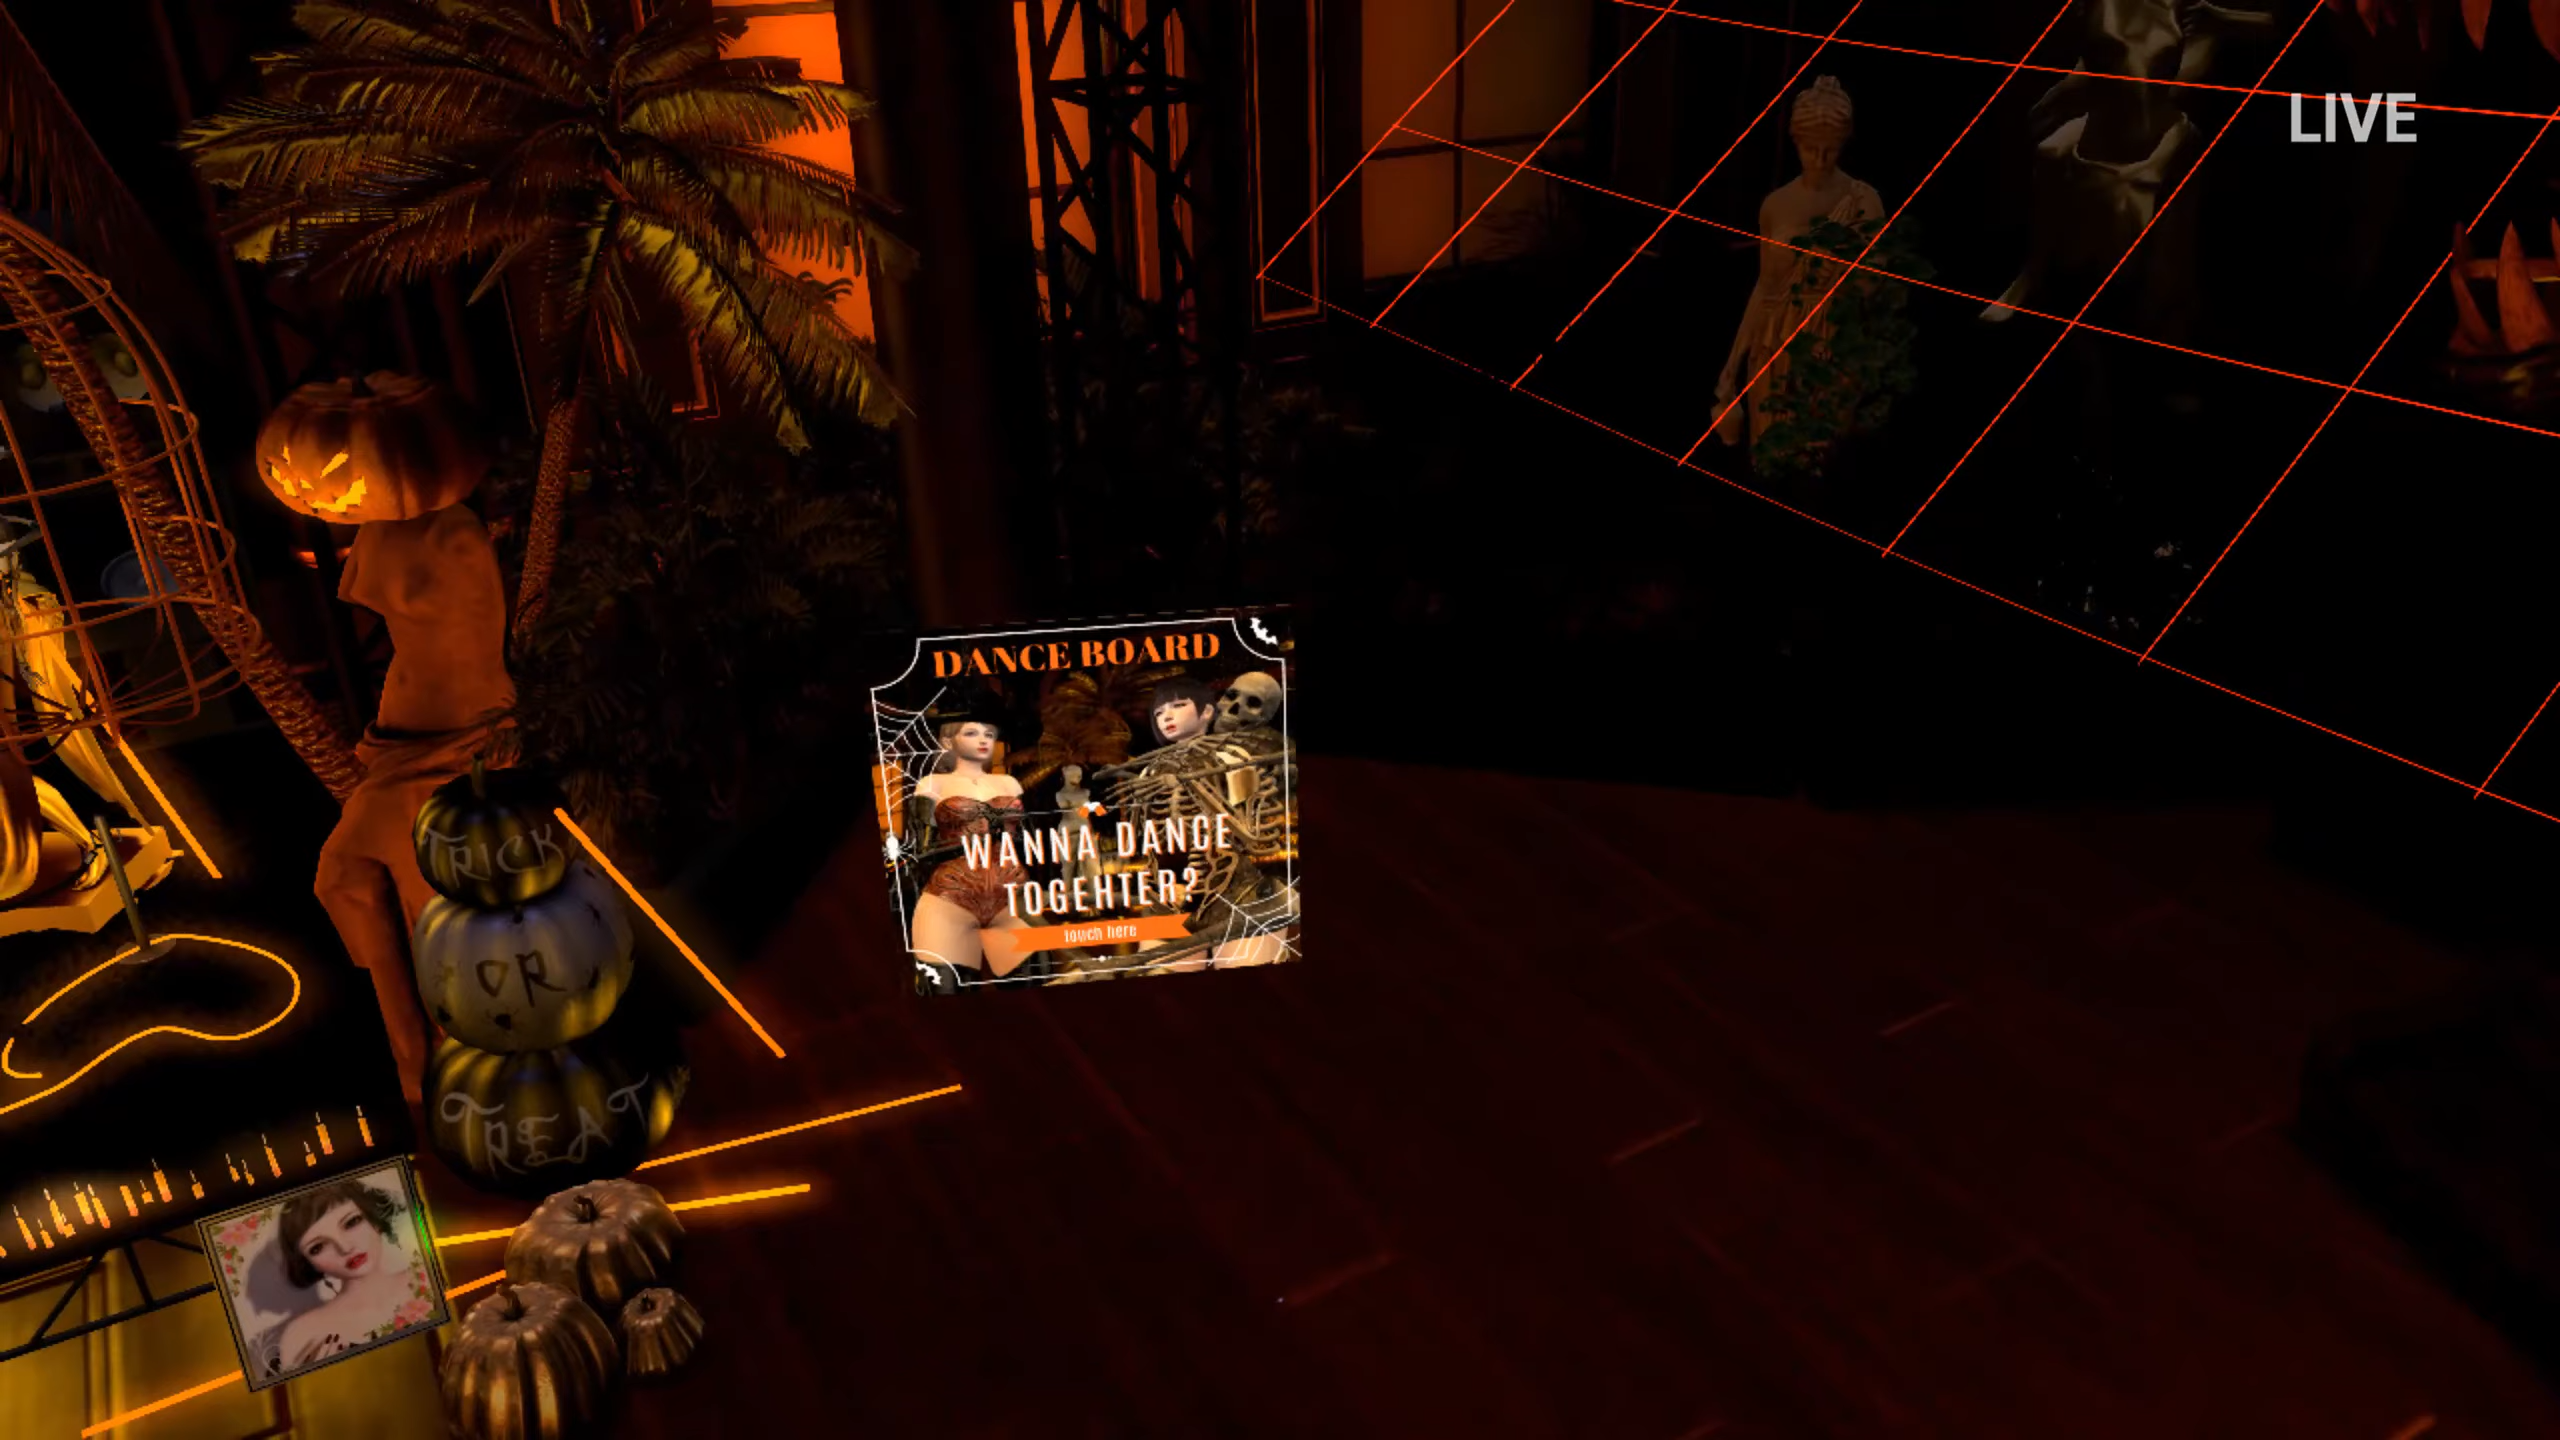 LIVE
DANCE BOARD
WANNA DANCE
TOGEHTER?
touch here
TRICK
OR
TREAT